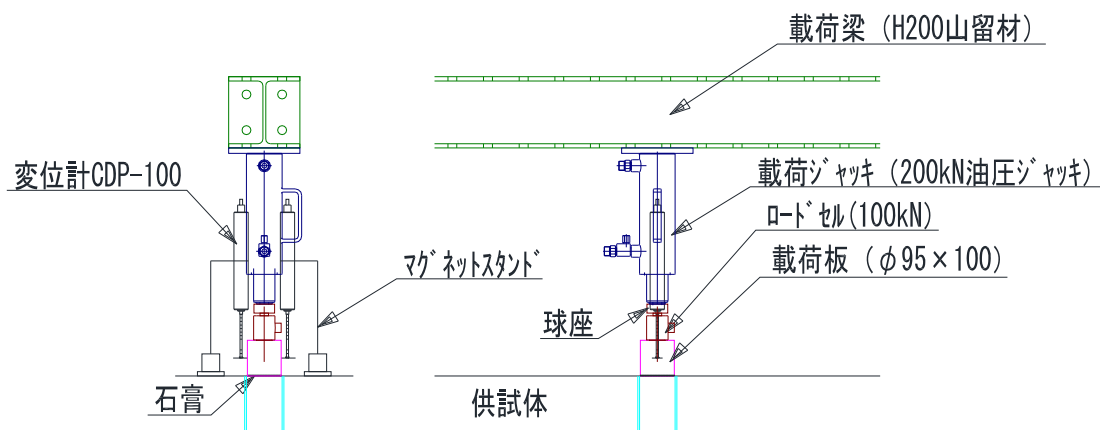 載荷梁（H200山留材）
変位計CDP-100
載荷ｼﾞｬｯｷ（200kN油圧ｼﾞｬｯｷ）
ﾛｰﾄﾞｾﾙ(100kN)
ﾏｸﾞﾈｯﾄｽﾀﾝﾄﾞ
載荷板（φ95×100）
球座
石膏
供試体